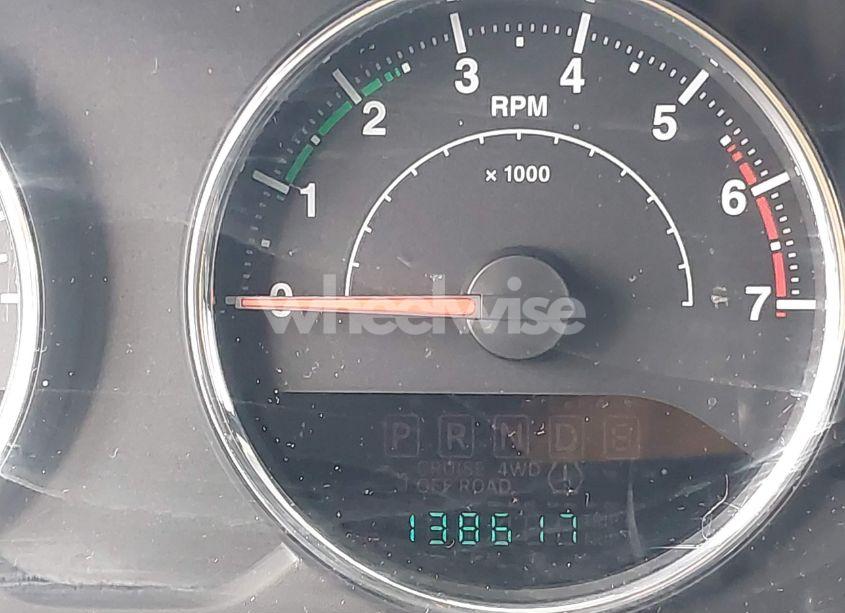 3 4
2 5
RPM
x 1000
1 6
0 7
wheelwise
P R N D
CRUISE 4WD
OFF ROAD
138617